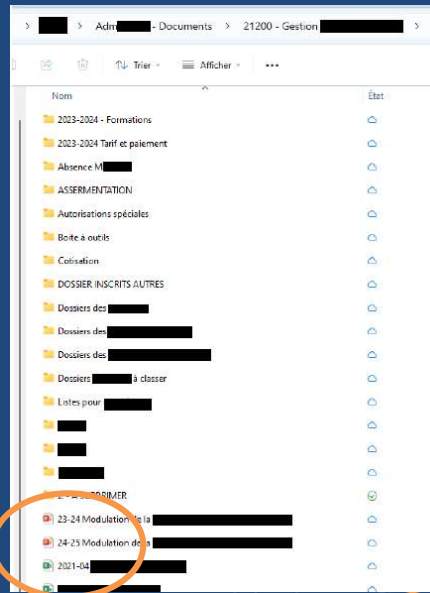 > > Adm - Documents > 21200 - Gestion >
Trier Afficher ...
Nom État
2023-2024 - Formations
2023-2024 Tarif et paiement
Absence M
ASSERMENTATION
Autorisations spéciales
Boite à outils
Cotisation
DOSSIER INSCRITS AUTRES
Dossiers des
Dossiers des
Dossiers des
Dossiers à classer
Listes pour
SUPPRIMER
23-24 Modulation de la
24-25 Modulation de la
2021-04